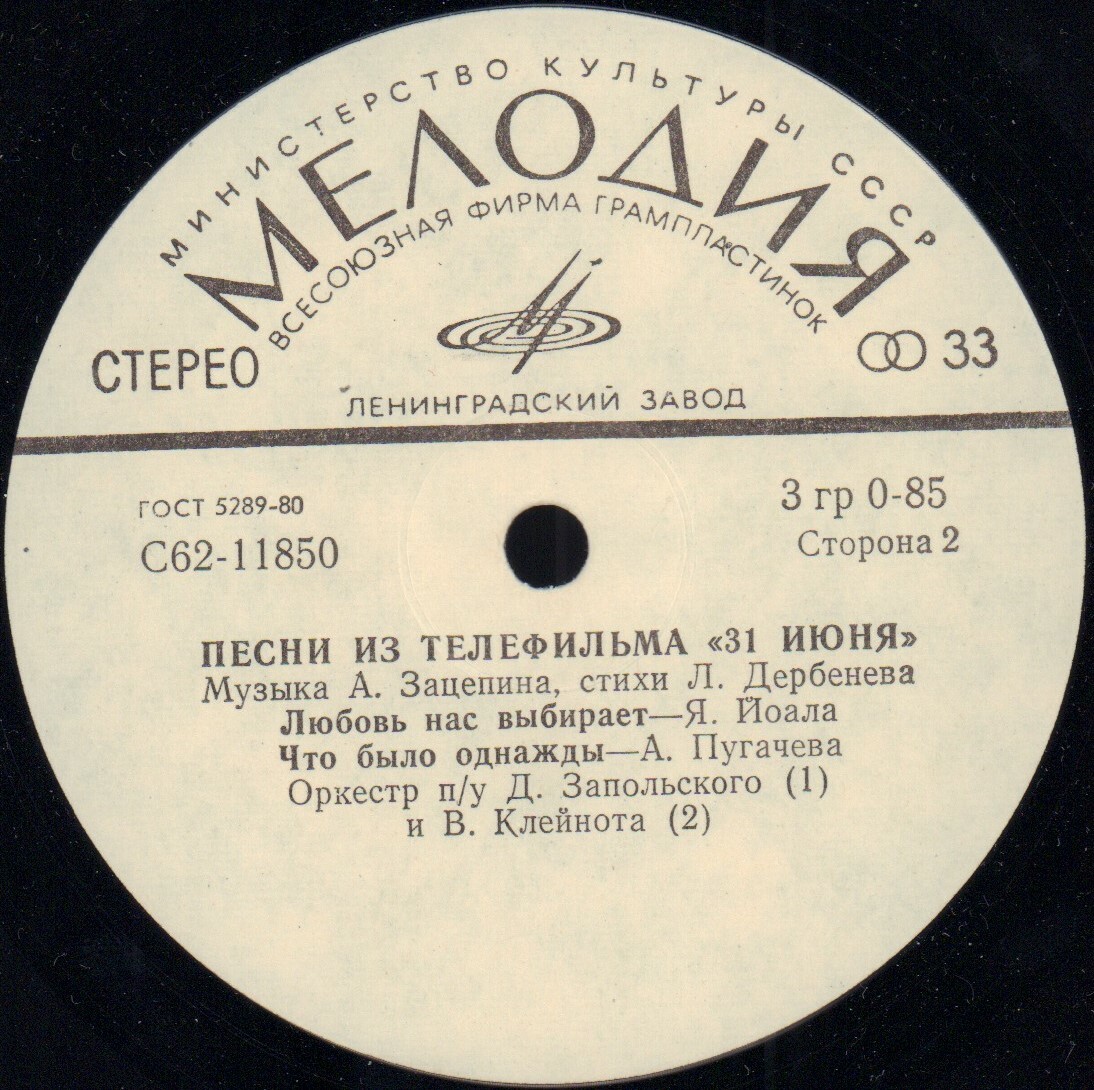 МИНИСТЕРСТВО КУЛЬТУРЫ СССР
МЕЛОДИЯ
ВСЕСОЮЗНАЯ ФИРМА ГРАМПЛАСТИНОК
СТЕРЕО
33
ЛЕНИНГРАДСКИЙ ЗАВОД
ГОСТ 5289-80
3 гр 0-85
С62-11850
Сторона 2
ПЕСНИ ИЗ ТЕЛЕФИЛЬМА «31 ИЮНЯ»
Музыка А. Зацепина, стихи Л. Дербенева
Любовь нас выбирает—Я. Йоала
Что было однажды—А. Пугачева
Оркестр п/у Д. Запольского (1)
и В. Клейнота (2)